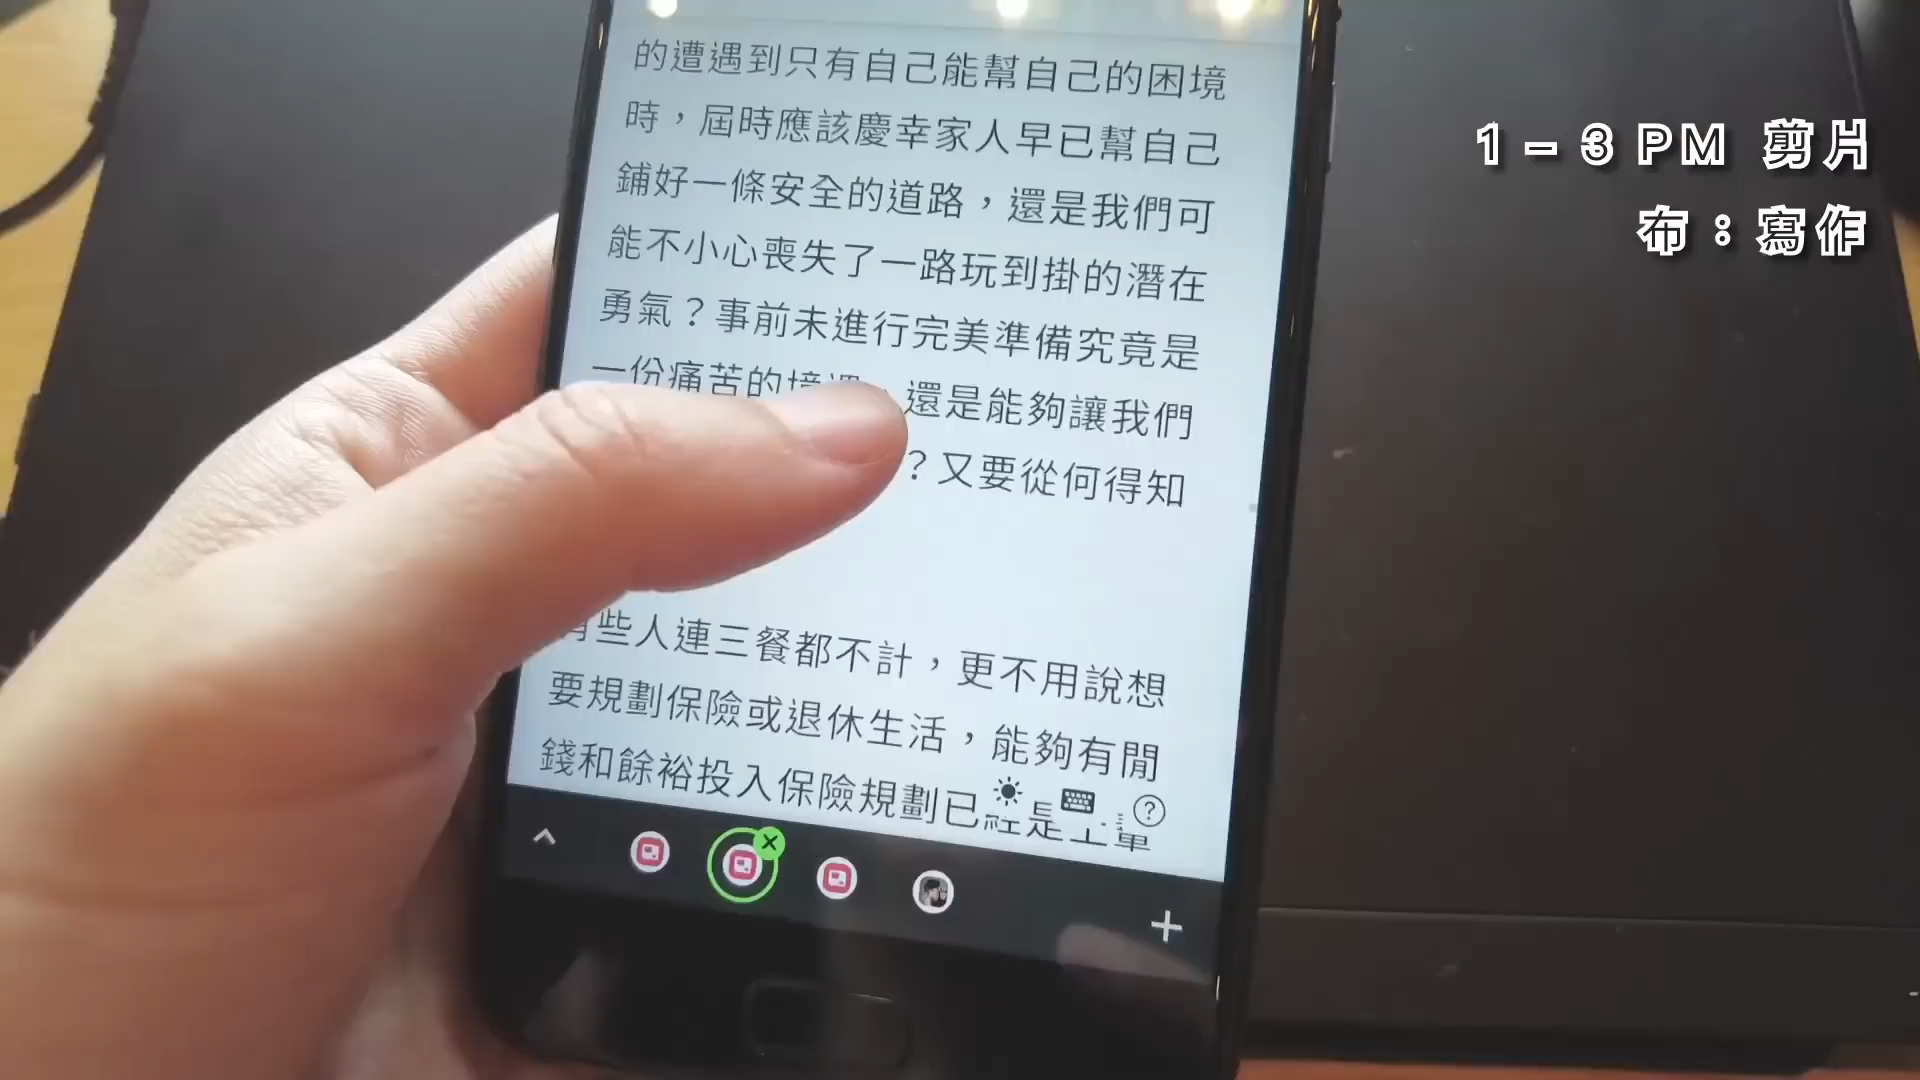 的遭遇到只有自己能幫自己的困境
時，屆時應該慶幸家人早已幫自己
鋪好一條安全的道路，還是我們可
能不小心喪失了一路玩到掛的潛在
勇氣？事前未進行完美準備究竟是
一份痛苦的境遇，還是能夠讓我們
？又要從何得知
有些人連三餐都不計，更不用說想
要規劃保險或退休生活，能夠有閒
錢和餘裕投入保險規劃已經是
1-3PM 剪片
布：寫作